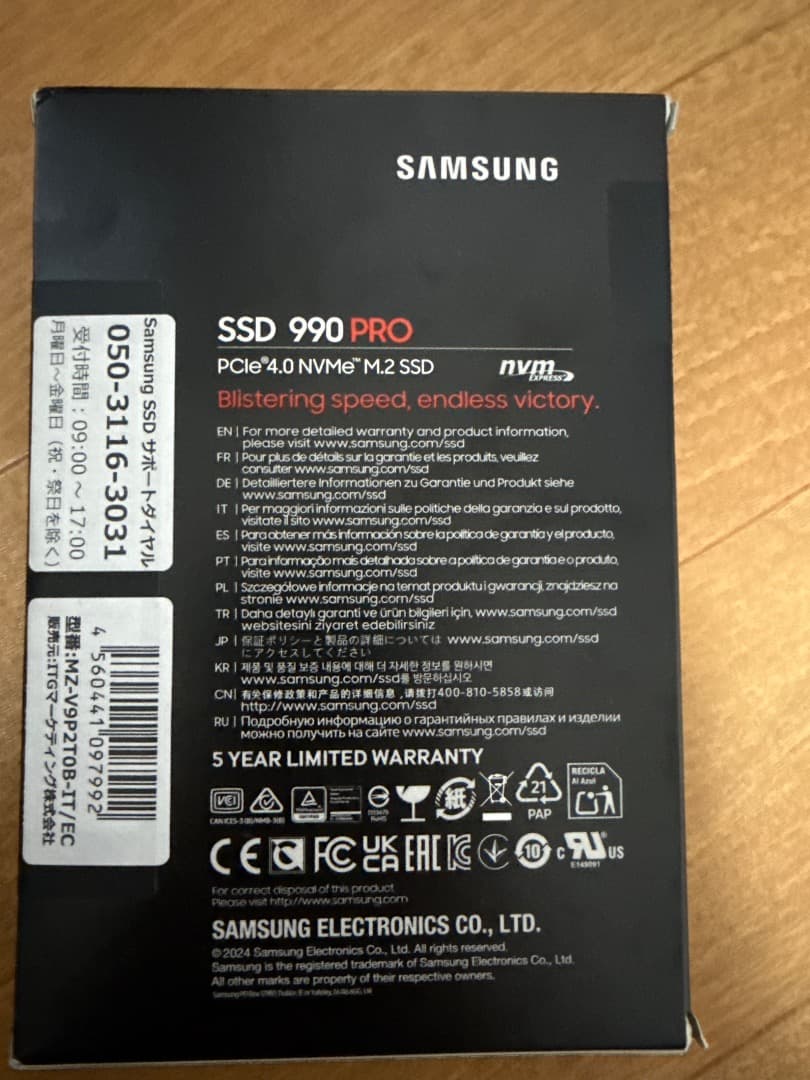 SAMSUNG
SSD 990 PRO
PCIe®4.0 NVMe™ M.2 SSD
nvm
EXPRESS
Blistering speed, endless victory.
EN | For more detailed warranty and product information,
please visit www.samsung.com/ssd
FR | Pour plus de détails sur la garantie et les produits, veuillez
consulter www.samsung.com/ssd
DE | Detailliertere Informationen zu Garantie und Produkt siehe
www.samsung.com/ssd
IT | Per maggiori informazioni sulle politiche della garanzia e sul prodotto,
visitate il sito www.samsung.com/ssd
ES | Para obtener más información sobre la política de garantía y el producto,
visite www.samsung.com/ssd
PT | Para informação mais detalhada sobre a política de garantia e o produto,
visite www.samsung.com/ssd
PL | Szczegółowe informacje na temat produktu i gwarancji, znajdziesz na
stronie www.samsung.com/ssd
TR | Daha detaylı garanti ve ürün bilgileri için, www.samsung.com/ssd
websitesini ziyaret edebilirsiniz
JP | 保証ポリシーと製品の詳細については www.samsung.com/ssd
にアクセスしてください
KR | 제품 및 품질 보증 내용에 대해 더 자세한 정보를 원하시면
www.samsung.com/ssd를 방문하십시오
CN | 有关保修政策和产品的详细信息,请拨打400-810-5858或访问
http://www.samsung.com/ssd
RU | Подробную информацию о гарантийных правилах и изделии
можно получить на сайте www.samsung.com/ssd
5 YEAR LIMITED WARRANTY
VCI
CAN ICES-3(B)/NMB-3(B)
紙
21
PAP
RECICLA
Al Azul
CE FC UK CA EAC KC 10 c RU® US
E149091
For correct disposal of this product
Please visit http://www.samsung.com
SAMSUNG ELECTRONICS CO., LTD.
©2024 Samsung Electronics Co., Ltd. All rights reserved.
Samsung is the registered trademark of Samsung Electronics Co., Ltd.
All other marks are property of their respective owners.
Samsung SSD サポートダイヤル
050-3116-3031
受付時間：09:00 ～ 17:00
月曜日～金曜日（祝・祭日を除く）
4 560441 097992
型番:MZ-V9P2T0B-IT/EC
販売元:ITGマーケティング株式会社